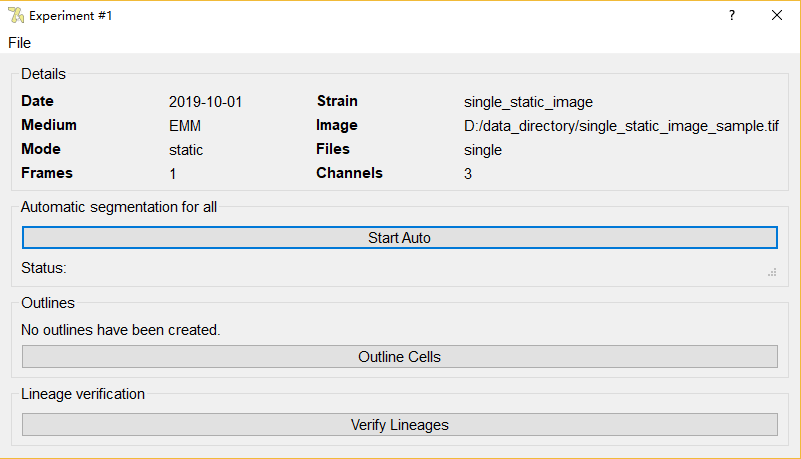 Experiment #1 ?
File
Details
Date 2019-10-01 Strain single_static_image
Medium EMM Image D:/data_directory/single_static_image_sample.tif
Mode static Files single
Frames 1 Channels 3
Automatic segmentation for all
Start Auto
Status:
Outlines
No outlines have been created.
Outline Cells
Lineage verification
Verify Lineages